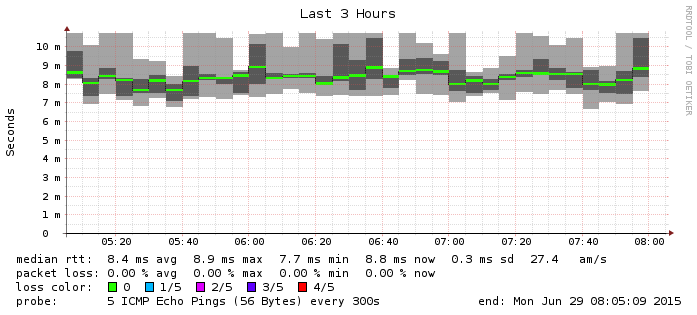 Last 3 Hours
RRDTOOL / TOBI OETIKER
Seconds
10 m
9 m
8 m
7 m
6 m
5 m
4 m
3 m
2 m
1 m
0
05:20 05:40 06:00 06:20 06:40 07:00 07:20 07:40 08:00
median rtt: 8.4 ms avg 8.9 ms max 7.7 ms min 8.8 ms now 0.3 ms sd 27.4 am/s
packet loss: 0.00 % avg 0.00 % max 0.00 % min 0.00 % now
loss color: 0 1/5 2/5 3/5 4/5
probe: 5 ICMP Echo Pings (56 Bytes) every 300s end: Mon Jun 29 08:05:09 2015